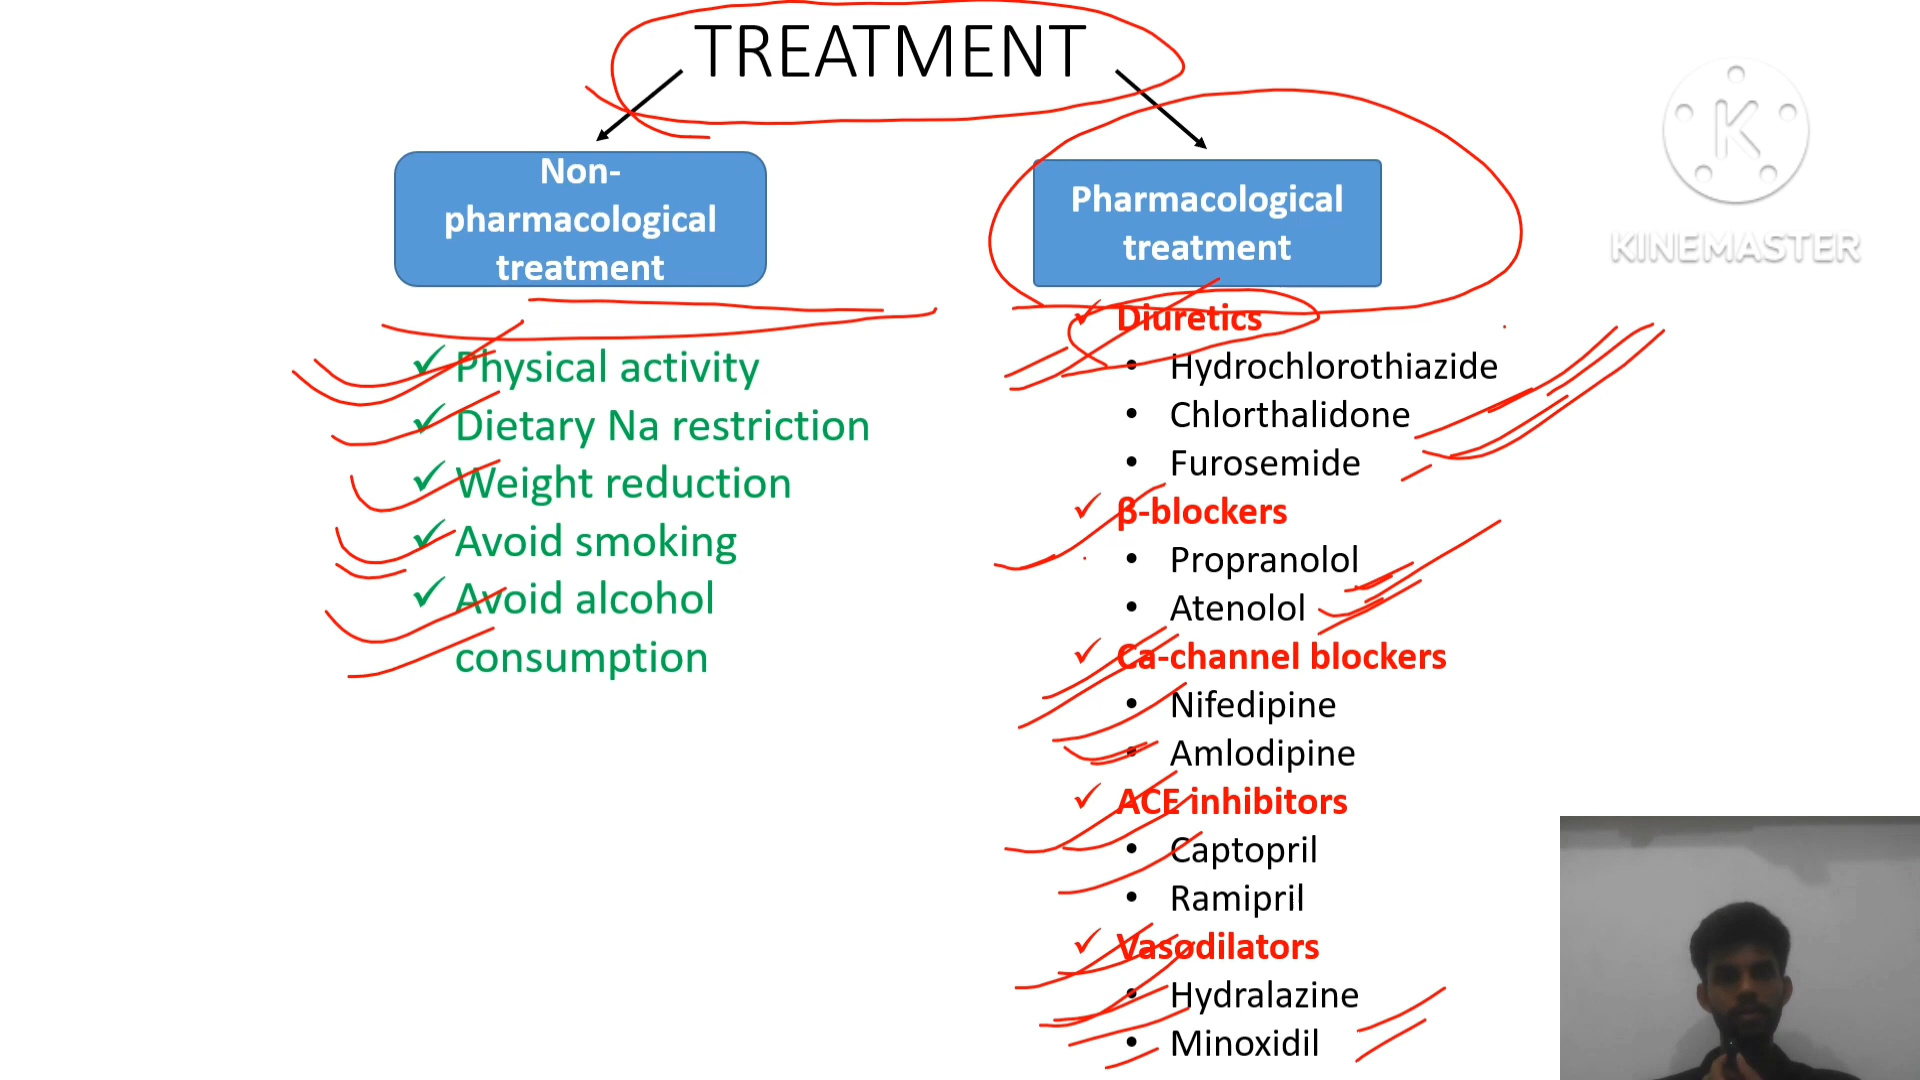 TREATMENT
Non-
pharmacological
treatment
✓ Physical activity
✓ Dietary Na restriction
✓ Weight reduction
✓ Avoid smoking
✓ Avoid alcohol
consumption
Pharmacological
treatment
✓ Diuretics
• Hydrochlorothiazide
• Chlorthalidone
• Furosemide
✓ β-blockers
• Propranolol
• Atenolol
✓ Ca-channel blockers
• Nifedipine
• Amlodipine
✓ ACE inhibitors
• Captopril
• Ramipril
✓ Vasodilators
• Hydralazine
• Minoxidil
K
KINEMASTER